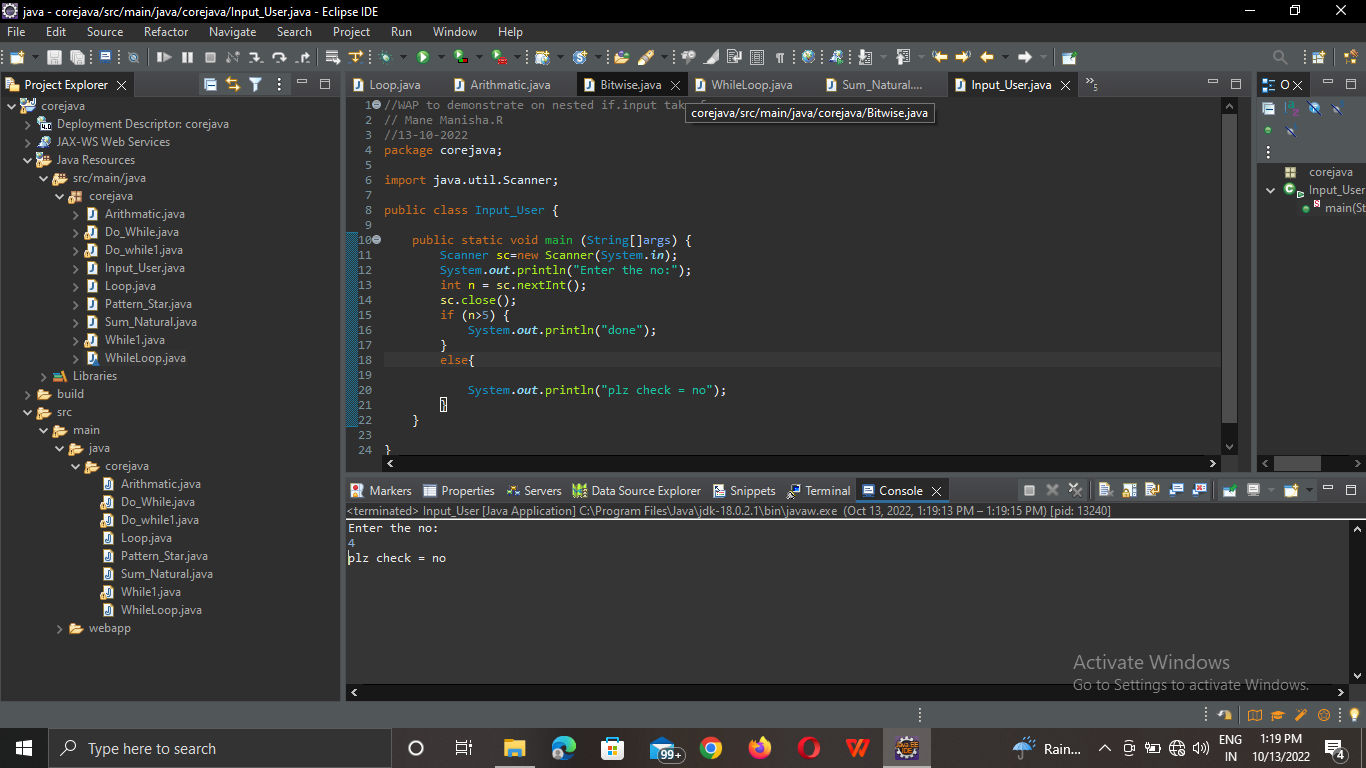 java - corejava/src/main/java/corejava/Input_User.java - Eclipse IDE
File Edit Source Refactor Navigate Search Project Run Window Help
Project Explorer
corejava
Deployment Descriptor: corejava
JAX-WS Web Services
Java Resources
src/main/java
corejava
Arithmatic.java
Do_While.java
Do_while1.java
Input_User.java
Loop.java
Pattern_Star.java
Sum_Natural.java
While1.java
WhileLoop.java
Libraries
build
src
main
java
corejava
Arithmatic.java
Do_While.java
Do_while1.java
Loop.java
Pattern_Star.java
Sum_Natural.java
While1.java
WhileLoop.java
webapp
Loop.java Arithmatic.java Bitwise.java WhileLoop.java Sum_Natural.... Input_User.java »5
corejava/src/main/java/corejava/Bitwise.java
1 //WAP to demonstrate on nested if.input
2 // Mane Manisha.R
3 //13-10-2022
4 package corejava;
5
6 import java.util.Scanner;
7
8 public class Input_User {
9
10 public static void main (String[]args) {
11 Scanner sc=new Scanner(System.in);
12 System.out.println("Enter the no:");
13 int n = sc.nextInt();
14 sc.close();
15 if (n>5) {
16 System.out.println("done");
17 }
18 else{
19
20 System.out.println("plz check = no");
21 }
22 }
23
24 }
O
corejava
Input_User
main(St
Markers Properties Servers Data Source Explorer Snippets Terminal Console
<terminated> Input_User [Java Application] C:\Program Files\Java\jdk-18.0.2.1\bin\javaw.exe (Oct 13, 2022, 1:19:13 PM – 1:19:15 PM) [pid: 13240]
Enter the no:
4
plz check = no
Activate Windows
Go to Settings to activate Windows.
Type here to search
99+
JAVA EE
IDE
Rain...
ENG
IN
1:19 PM
10/13/2022
4